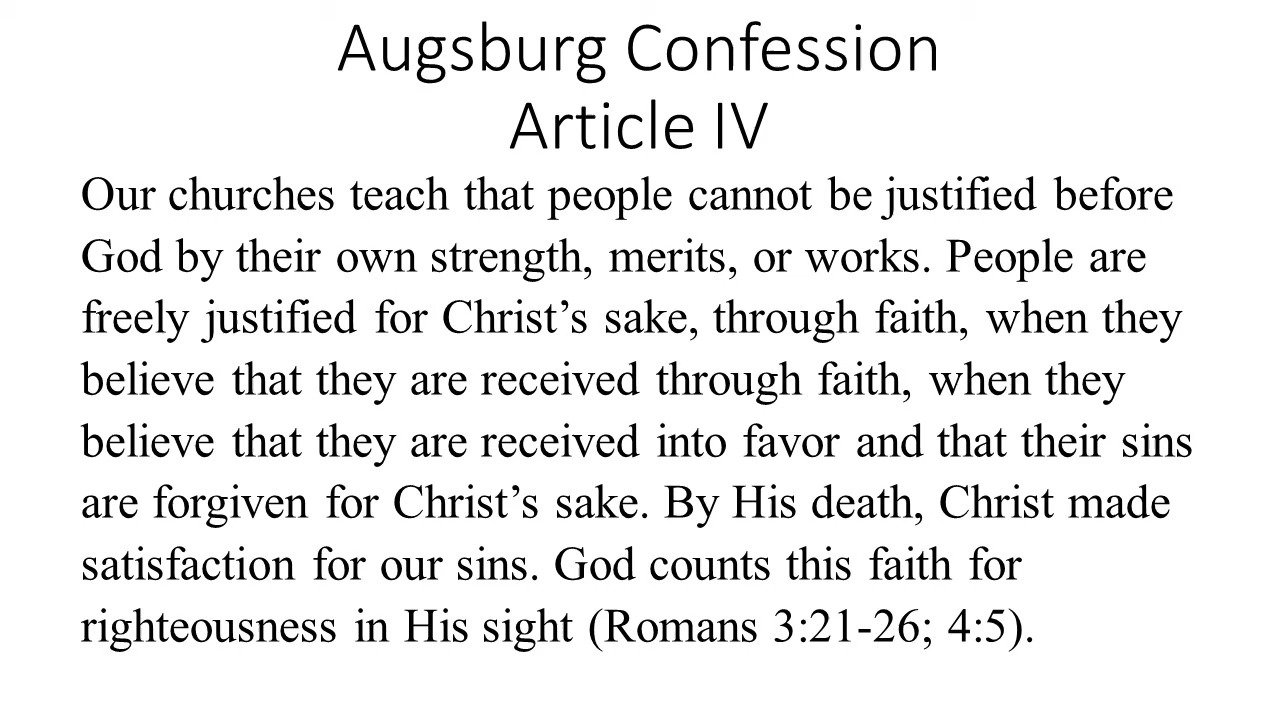 Augsburg Confession
Article IV
Our churches teach that people cannot be justified before
God by their own strength, merits, or works. People are
freely justified for Christ’s sake, through faith, when they
believe that they are received through faith, when they
believe that they are received into favor and that their sins
are forgiven for Christ’s sake. By His death, Christ made
satisfaction for our sins. God counts this faith for
righteousness in His sight (Romans 3:21-26; 4:5).